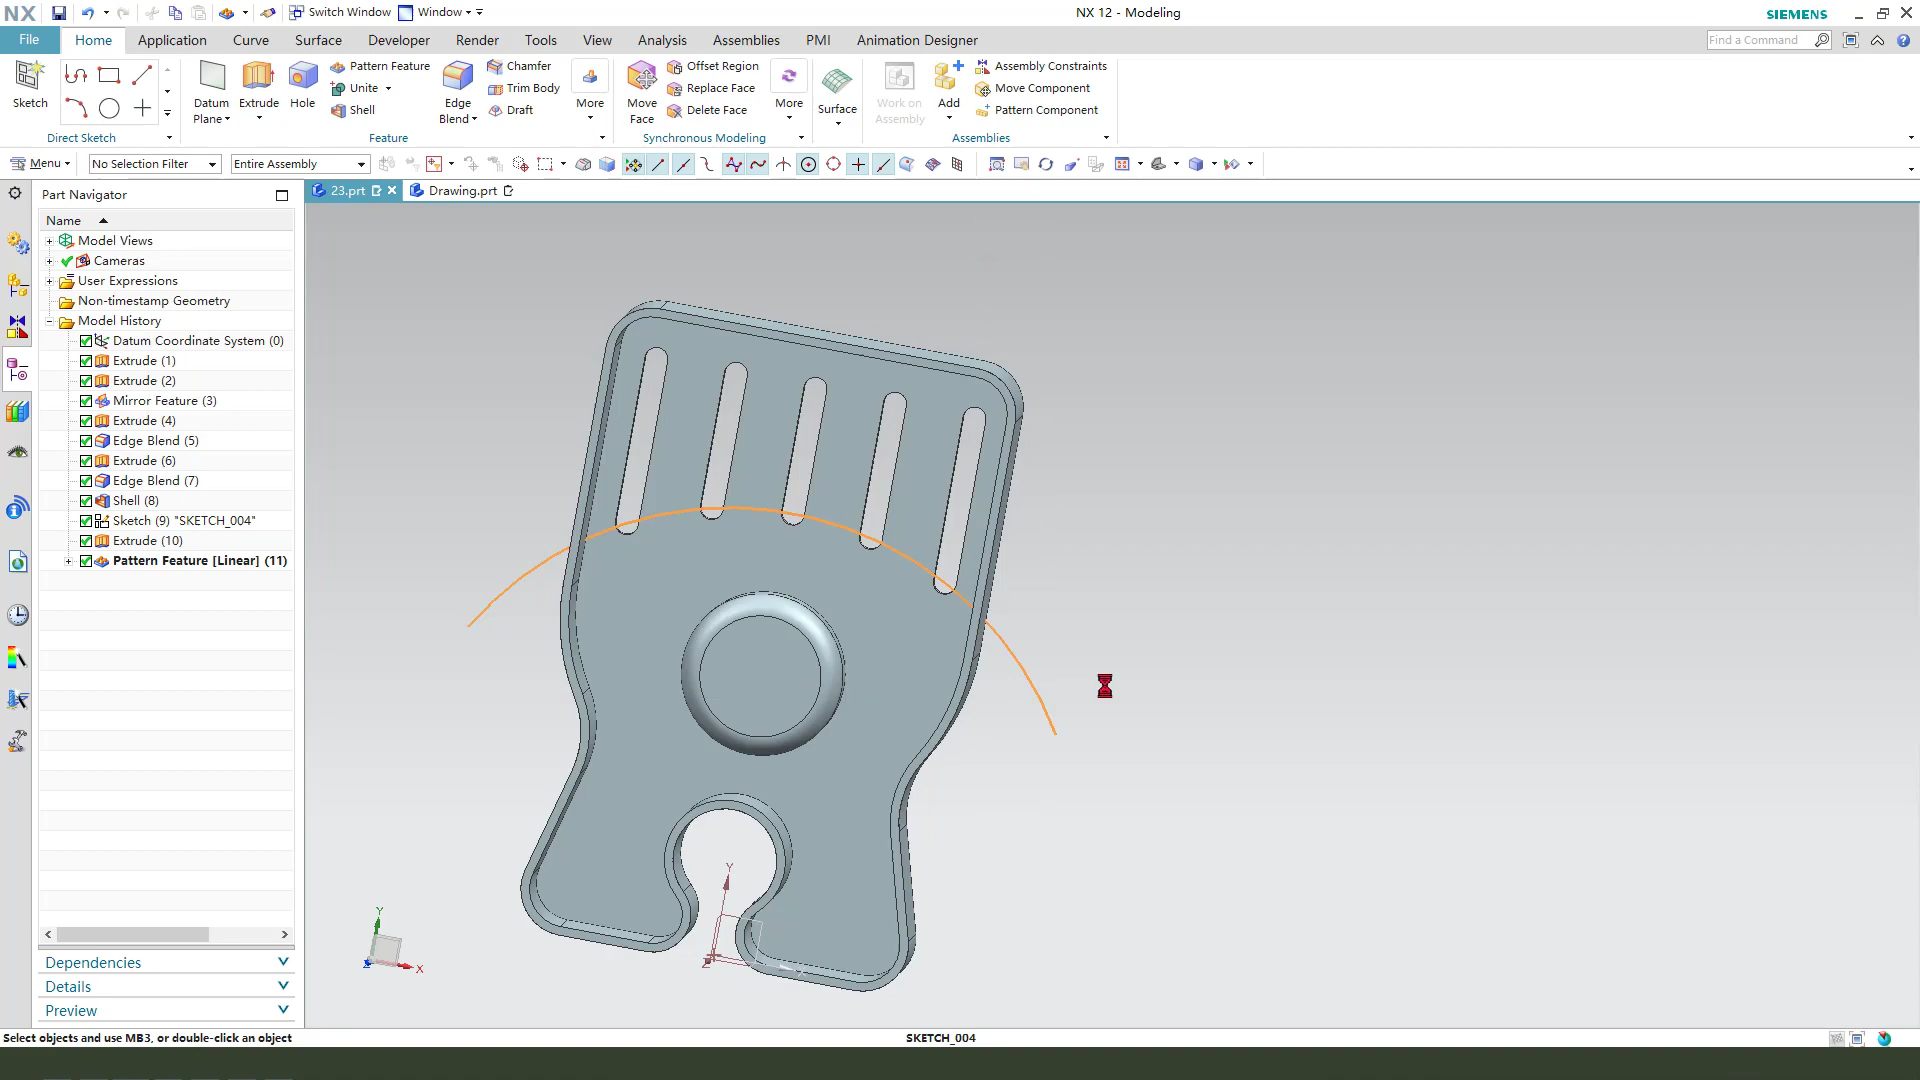 NX Switch Window Window NX 12 - Modeling SIEMENS
File Home Application Curve Surface Developer Render Tools View Analysis Assemblies PMI Animation Designer Find a Command
Sketch
Direct Sketch
Datum Plane Extrude Hole
Pattern Feature
Unite
Shell
Edge Blend
Chamfer
Trim Body
Draft
More
Feature
Move Face
Offset Region
Replace Face
Delete Face
More
Synchronous Modeling
Surface
Work on Assembly
Add
Assembly Constraints
Move Component
Pattern Component
Assemblies
Menu No Selection Filter Entire Assembly
Part Navigator
23.prt Drawing.prt
Name
Model Views
Cameras
User Expressions
Non-timestamp Geometry
Model History
Datum Coordinate System (0)
Extrude (1)
Extrude (2)
Mirror Feature (3)
Extrude (4)
Edge Blend (5)
Extrude (6)
Edge Blend (7)
Shell (8)
Sketch (9) "SKETCH_004"
Extrude (10)
Pattern Feature [Linear] (11)
Y
Y
Z
X
Z
Dependencies
Details
Preview
Select objects and use MB3, or double-click an object
SKETCH_004